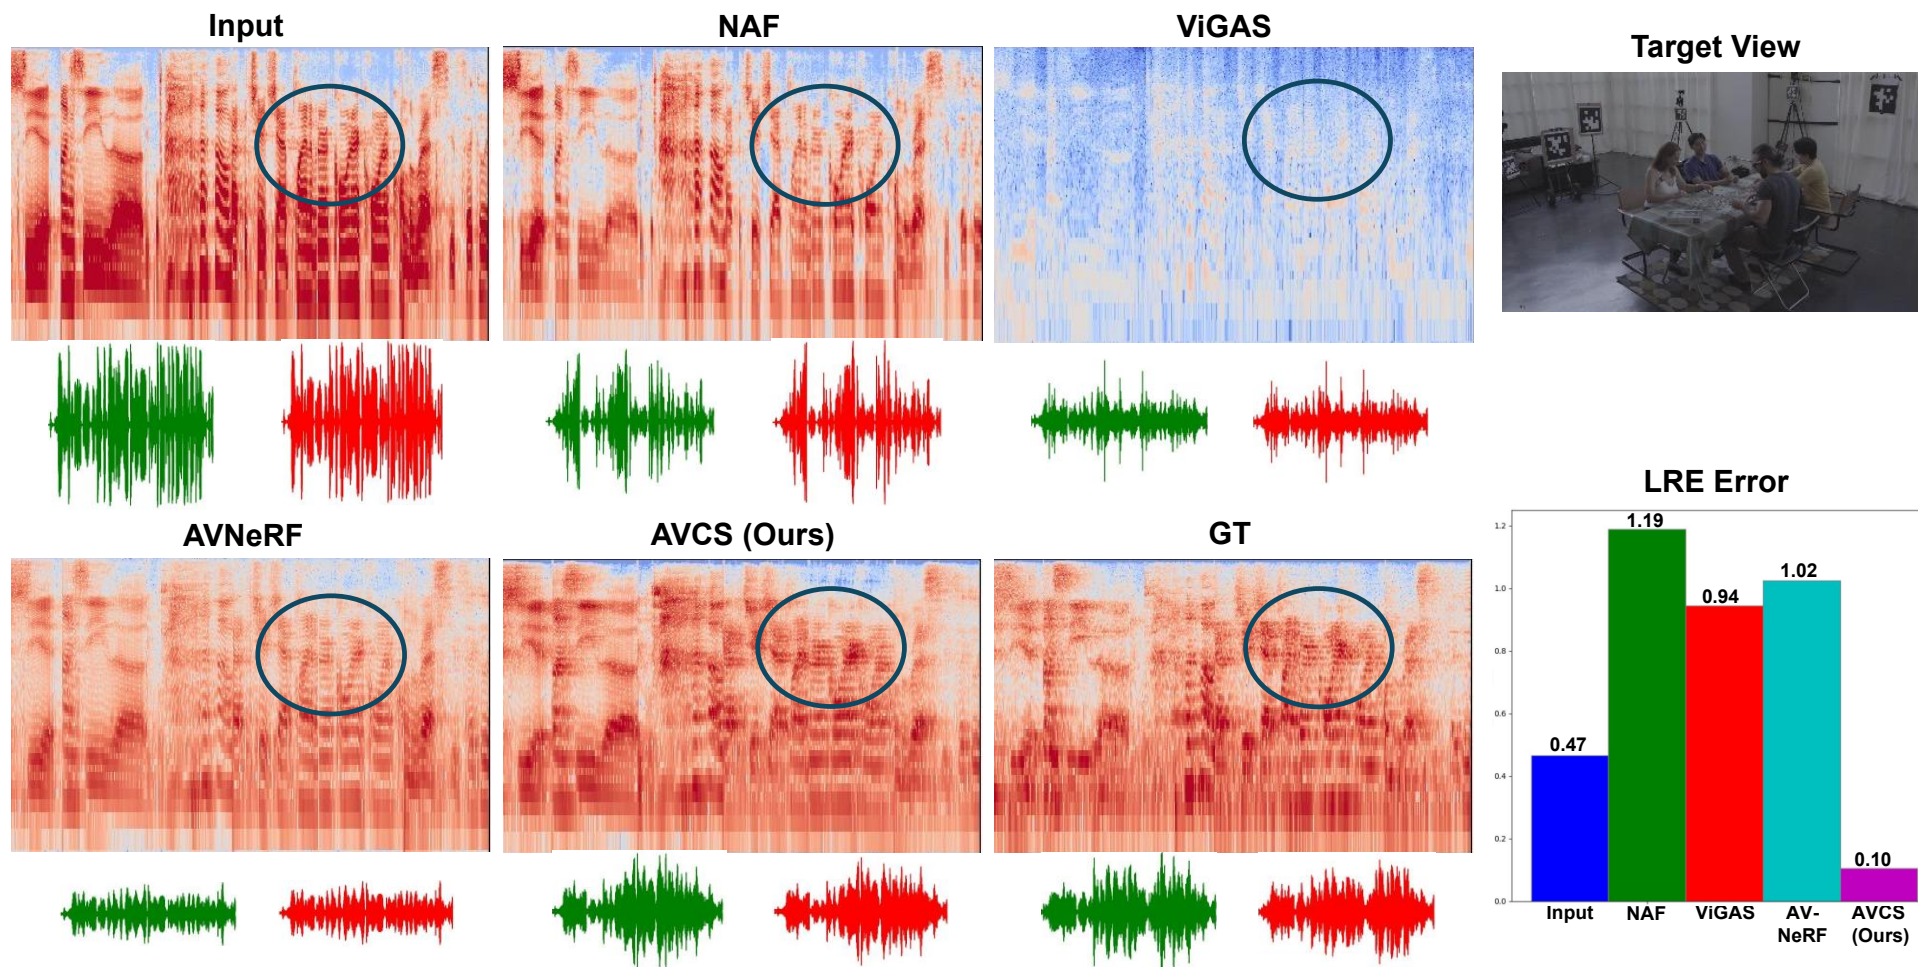 Input
NAF
ViGAS
Target View
AVNeRF
AVCS (Ours)
GT
LRE Error
1.2
1.0
0.8
0.6
0.4
0.2
0.0
0.47
1.19
0.94
1.02
0.10
Input
NAF
ViGAS
AV-
NeRF
AVCS
(Ours)